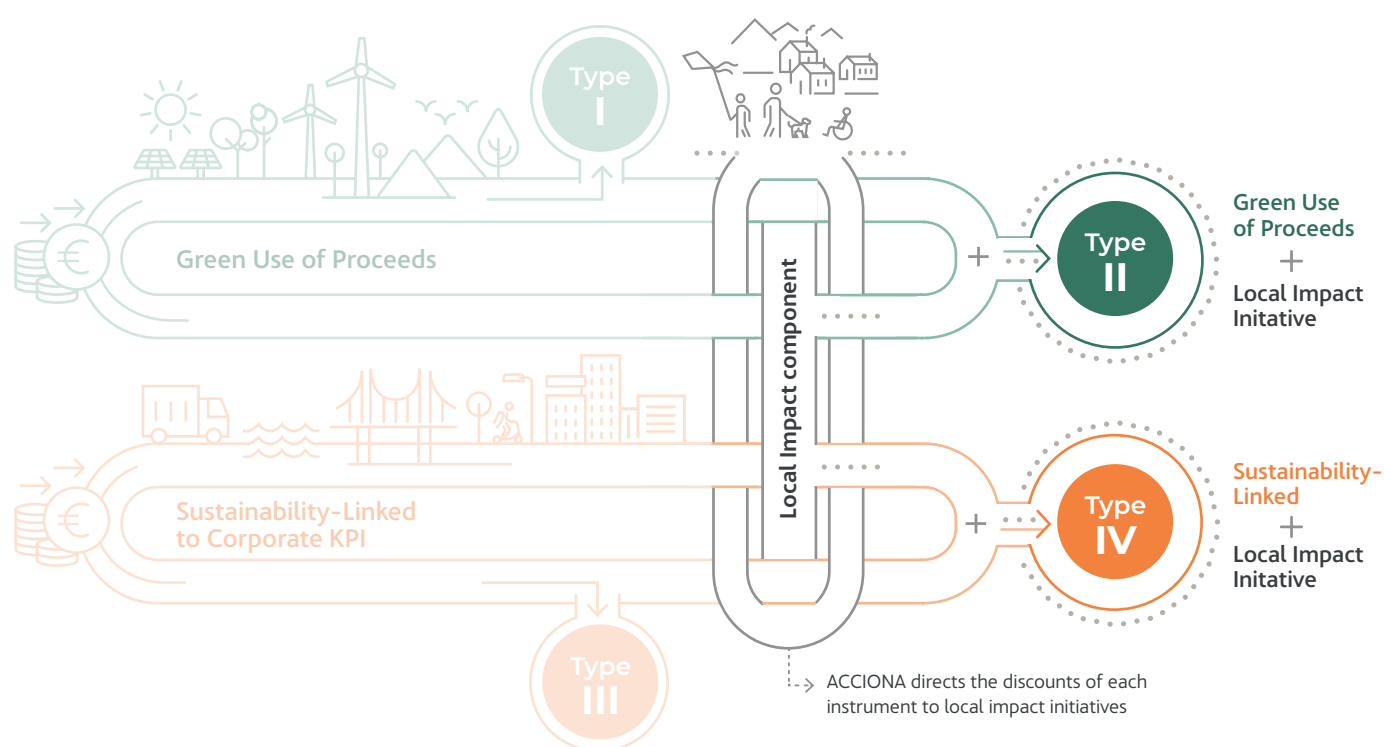 Type
I
Green Use of Proceeds
€
Local Impact component
+
Type
II
Green Use
of Proceeds
+
Local Impact
Initative
Sustainability-Linked
to Corporate KPI
€
+
Type
IV
Sustainability-
Linked
+
Local Impact
Initative
Type
III
ACCIONA directs the discounts of each
instrument to local impact initiatives